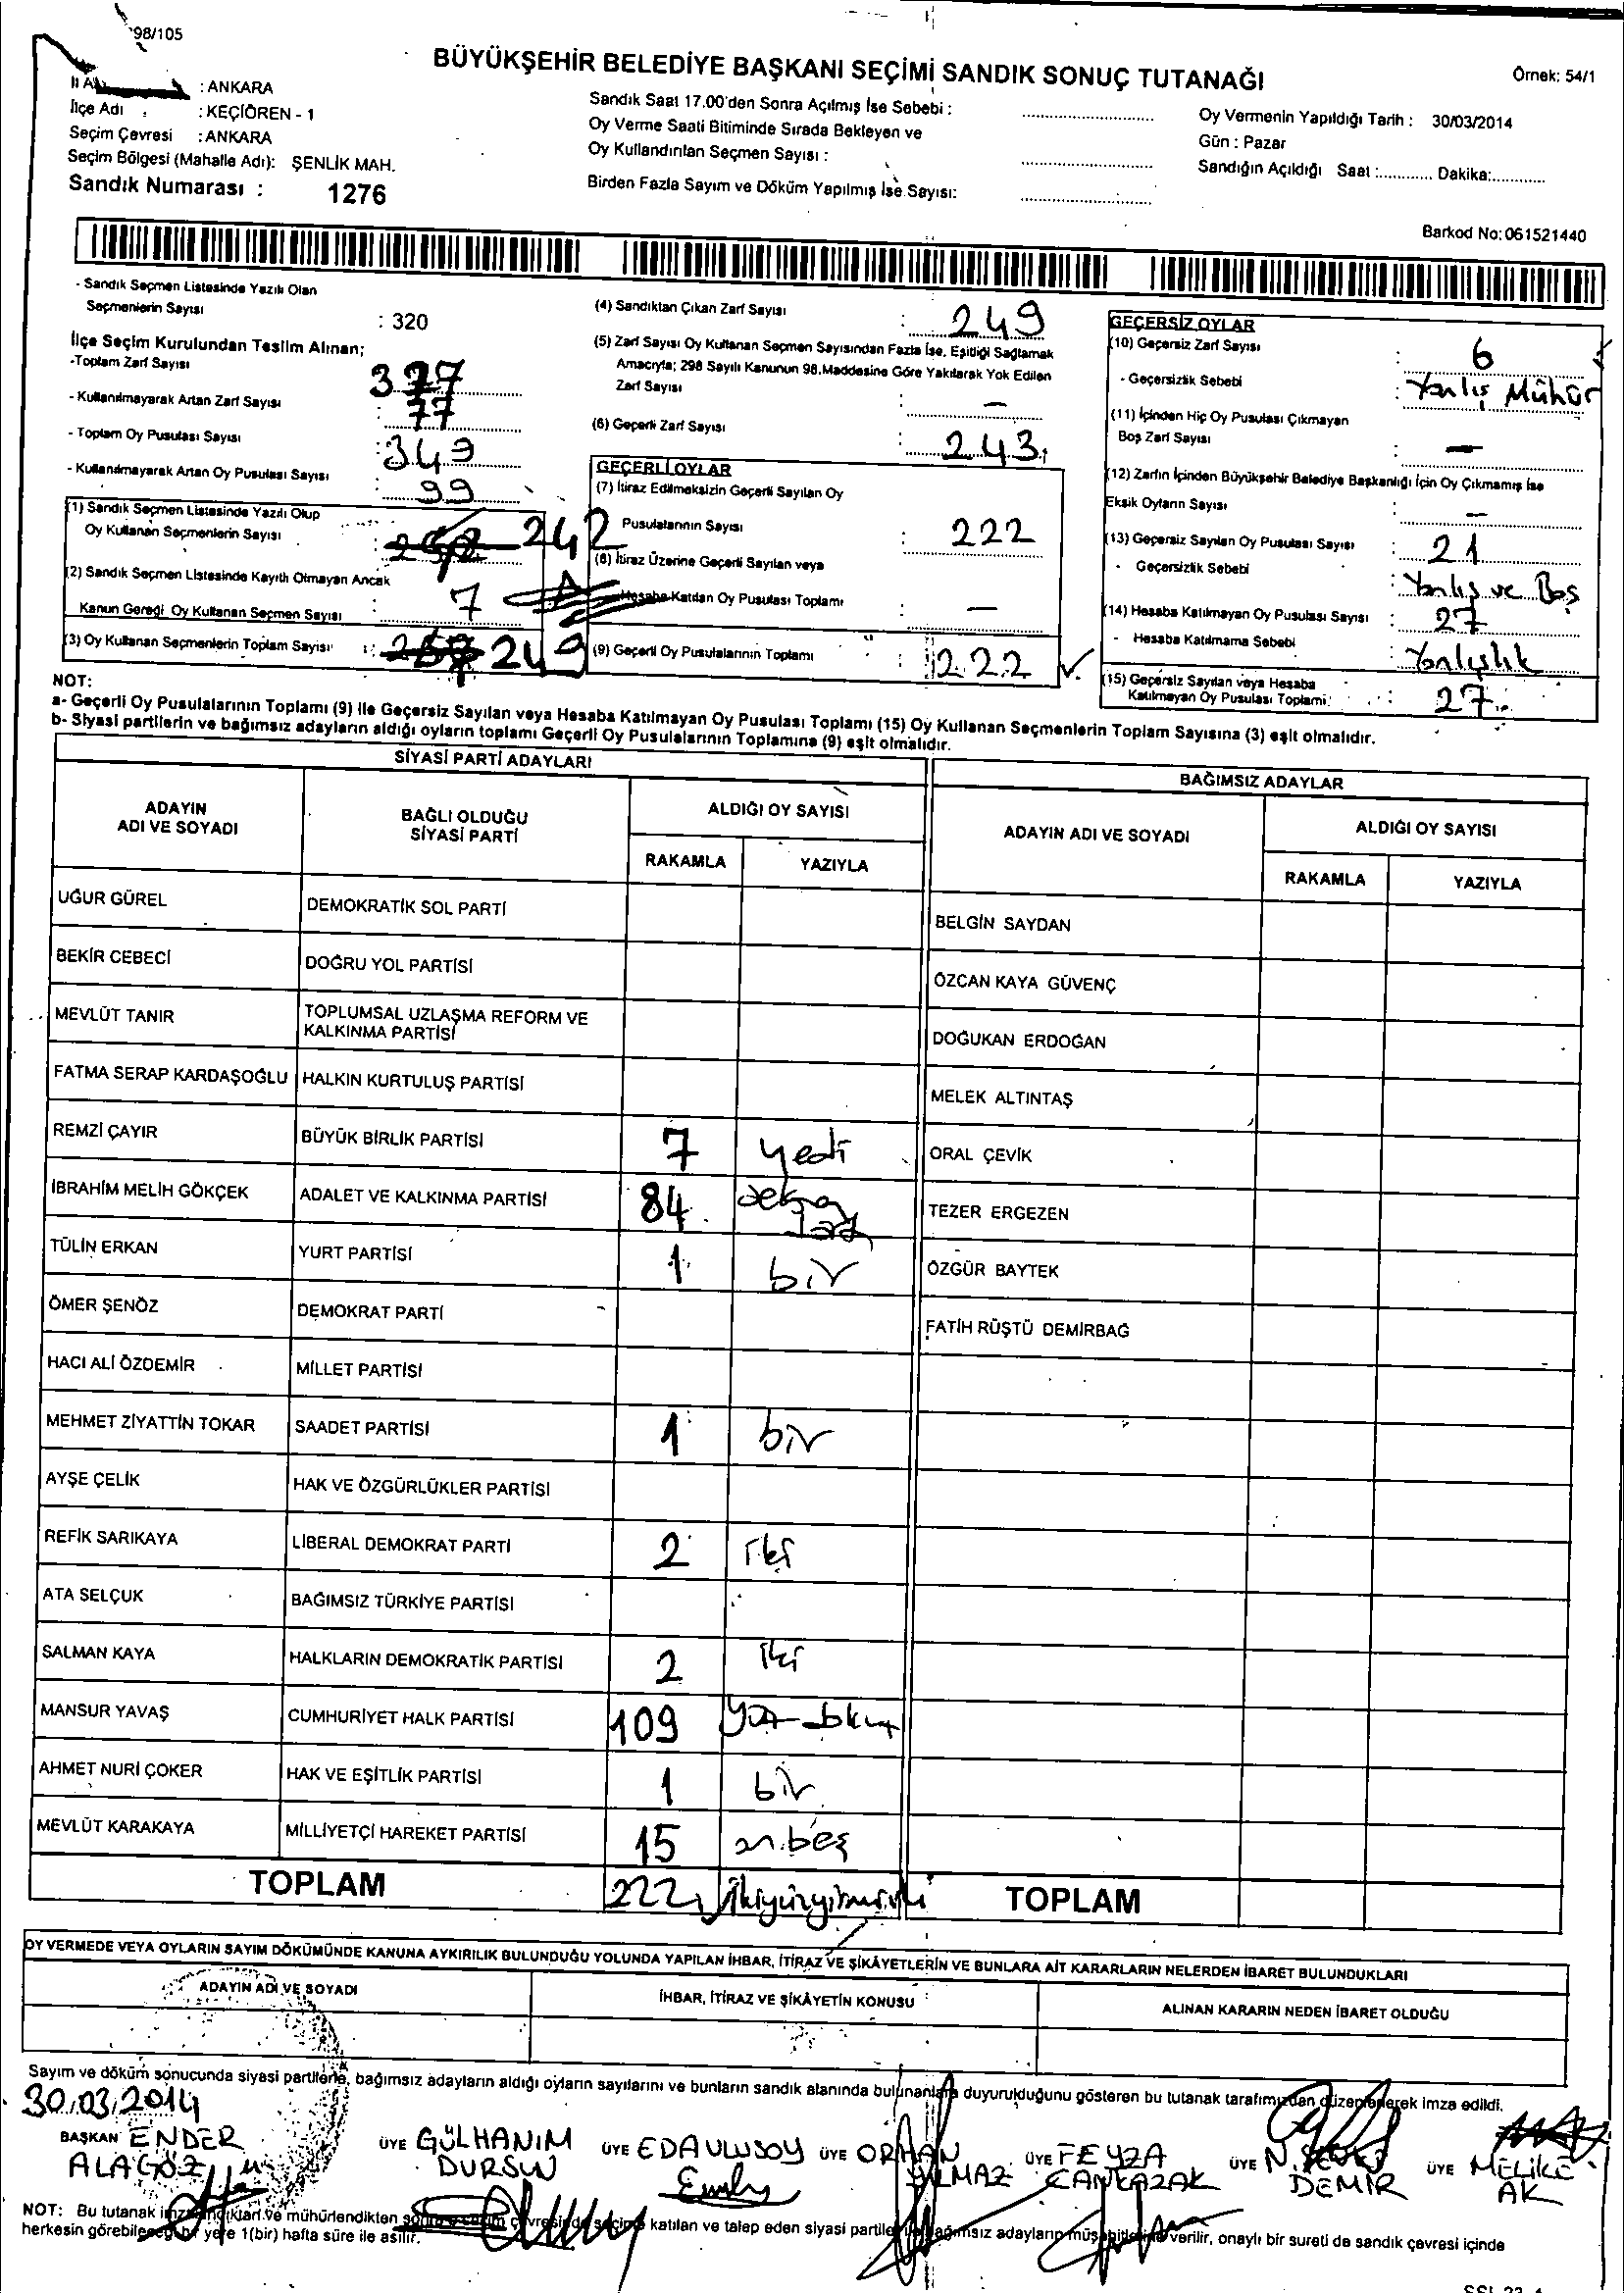 98/105
BÜYÜKŞEHİR BELEDİYE BAŞKANI SEÇİMİ SANDIK SONUÇ TUTANAĞI
Örnek: 54/1
: ANKARA
İlçe Adı : KEÇİÖREN - 1
Seçim Çevresi : ANKARA
Seçim Bölgesi (Mahalle Adı): ŞENLİK MAH.
Sandık Numarası : 1276
Sandık Saat 17.00'den Sonra Açılmış İse Sebebi :
Oy Verme Saati Bitiminde Sırada Bekleyen ve
Oy Kullandırılan Seçmen Sayısı :
Birden Fazla Sayım ve Döküm Yapılmış İse Sayısı:
Oy Vermenin Yapıldığı Tarih : 30/03/2014
Gün : Pazar
Sandığın Açıldığı Saat :............ Dakika:............
Barkod No:061521440
- Sandık Seçmen Listesinde Yazılı Olan
Seçmenlerin Sayısı : 320
İlçe Seçim Kurulundan Teslim Alınan;
-Toplam Zarf Sayısı
- Kullanılmayarak Artan Zarf Sayısı : 77
- Toplam Oy Pusulası Sayısı : 349
- Kullanılmayarak Artan Oy Pusulası Sayısı : 99
(1) Sandık Seçmen Listesinde Yazılı Olup
Oy Kullanan Seçmenlerin Sayısı : 242
(2) Sandık Seçmen Listesinde Kayıtlı Olmayan Ancak
Kanun Gereği Oy Kullanan Seçmen Sayısı : 7
(3) Oy Kullanan Seçmenlerin Toplam Sayısı : 249
(4) Sandıktan Çıkan Zarf Sayısı : 249
(5) Zarf Sayısı Oy Kullanan Seçmen Sayısından Fazla İse, Eşitliği Sağlamak
Amacıyla; 298 Sayılı Kanunun 98.Maddesine Göre Yakılarak Yok Edilen
Zarf Sayısı : -
(6) Geçerli Zarf Sayısı : 243
GEÇERLİ OYLAR
(7) İtiraz Edilmeksizin Geçerli Sayılan Oy
Pusulalarının Sayısı : 222
(8) İtiraz Üzerine Geçerli Sayılan veya
Hesaba Katılan Oy Pusulası Toplamı : -
(9) Geçerli Oy Pusulalarının Toplamı : 222
GEÇERSİZ OYLAR
(10) Geçersiz Zarf Sayısı : 6
- Geçersizlik Sebebi : Yanlış Mühür
(11) İçinden Hiç Oy Pusulası Çıkmayan
Boş Zarf Sayısı : -
(12) Zarfın İçinden Büyükşehir Belediye Başkanlığı İçin Oy Çıkmamış İse
Eksik Oyların Sayısı : -
(13) Geçersiz Sayılan Oy Pusulası Sayısı : 21
- Geçersizlik Sebebi : Yanlış ve Boş
(14) Hesaba Katılmayan Oy Pusulası Sayısı : 27
- Hesaba Katılmama Sebebi : Yanlışlık
(15) Geçersiz Sayılan veya Hesaba
Katılmayan Oy Pusulası Toplamı : 27
NOT:
a- Geçerli Oy Pusulalarının Toplamı (9) ile Geçersiz Sayılan veya Hesaba Katılmayan Oy Pusulası Toplamı (15) Oy Kullanan Seçmenlerin Toplam Sayısına (3) eşit olmalıdır.
b- Siyasi partilerin ve bağımsız adayların aldığı oyların toplamı Geçerli Oy Pusulalarının Toplamına (9) eşit olmalıdır.
SİYASİ PARTİ ADAYLARI
ADAYIN ADI VE SOYADI
BAĞLI OLDUĞU SİYASİ PARTİ
ALDIĞI OY SAYISI
RAKAMLA YAZIYLA
UĞUR GÜREL DEMOKRATİK SOL PARTİ
BEKİR CEBECİ DOĞRU YOL PARTİSİ
MEVLÜT TANIR TOPLUMSAL UZLAŞMA REFORM VE KALKINMA PARTİSİ
FATMA SERAP KARDAŞOĞLU HALKIN KURTULUŞ PARTİSİ
REMZİ ÇAYIR BÜYÜK BİRLİK PARTİSİ 7 yedi
İBRAHİM MELİH GÖKÇEK ADALET VE KALKINMA PARTİSİ 84
TÜLİN ERKAN YURT PARTİSİ 1 bir
ÖMER ŞENÖZ DEMOKRAT PARTİ
HACI ALİ ÖZDEMİR MİLLET PARTİSİ
MEHMET ZİYATTİN TOKAR SAADET PARTİSİ 1 bir
AYŞE ÇELİK HAK VE ÖZGÜRLÜKLER PARTİSİ
REFİK SARIKAYA LİBERAL DEMOKRAT PARTİ 2 iki
ATA SELÇUK BAĞIMSIZ TÜRKİYE PARTİSİ
SALMAN KAYA HALKLARIN DEMOKRATİK PARTİSİ 2 iki
MANSUR YAVAŞ CUMHURİYET HALK PARTİSİ 109
AHMET NURİ ÇOKER HAK VE EŞİTLİK PARTİSİ 1 bir
MEVLÜT KARAKAYA MİLLİYETÇİ HAREKET PARTİSİ 15 on beş
TOPLAM 222
BAĞIMSIZ ADAYLAR
ADAYIN ADI VE SOYADI
ALDIĞI OY SAYISI
RAKAMLA YAZIYLA
BELGİN SAYDAN
ÖZCAN KAYA GÜVENÇ
DOĞUKAN ERDOĞAN
MELEK ALTINTAŞ
ORAL ÇEVİK
TEZER ERGEZEN
ÖZGÜR BAYTEK
FATİH RÜŞTÜ DEMİRBAĞ
TOPLAM
OY VERMEDE VEYA OYLARIN SAYIM DÖKÜMÜNDE KANUNA AYKIRILIK BULUNDUĞU YOLUNDA YAPILAN İHBAR, İTİRAZ VE ŞİKÂYETLERİN VE BUNLARA AİT KARARLARIN NELERDEN İBARET BULUNDUKLARI
ADAYIN ADI VE SOYADI
İHBAR, İTİRAZ VE ŞİKÂYETİN KONUSU
ALINAN KARARIN NEDEN İBARET OLDUĞU
Sayım ve döküm sonucunda siyasi partilerle, bağımsız adayların aldığı oyların sayılarını ve bunların sandık alanında bulunanlara duyurulduğunu gösteren bu tutanak tarafımızdan düzenlenerek imza edildi.
30.03.2014
BAŞKAN ENDER ALAGÖZ
ÜYE GÜLHANIM DURSUN
ÜYE EDA ULUSOY
ÜYE ORHAN YILMAZ
ÜYE FEYZA CANKAZAK
ÜYE DEMİR
ÜYE MELİKE AK
NOT: Bu tutanak imzalandıktan ve mühürlendikten sonra o seçim çevresinde seçime katılan ve talep eden siyasi partiler ile bağımsız adayların müşahitlerine verilir, onaylı bir sureti de sandık çevresi içinde
herkesin görebileceği bir yere 1(bir) hafta süre ile asılır.